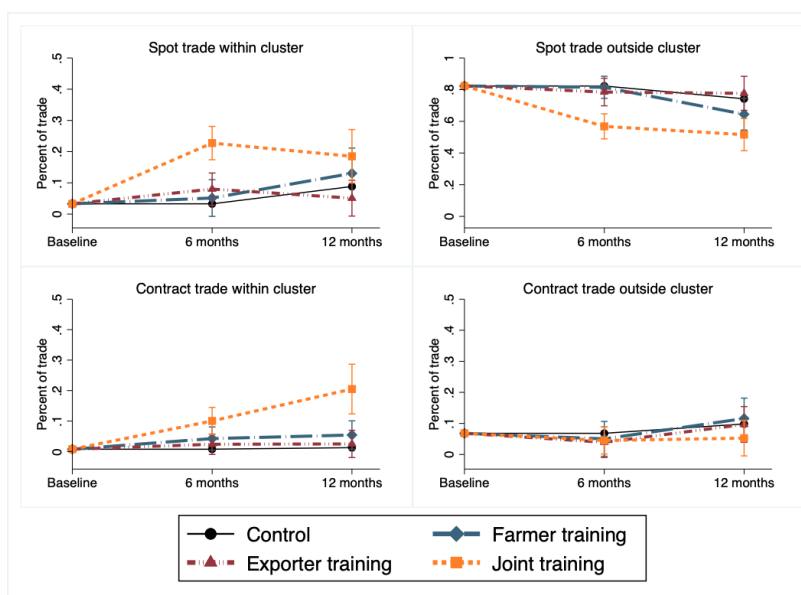 Spot trade within cluster
Percent of trade
.5
.4
.3
.2
.1
0
Baseline
6 months
12 months
Spot trade outside cluster
Percent of trade
1
.8
.6
.4
.2
0
Baseline
6 months
12 months
Contract trade within cluster
Percent of trade
.5
.4
.3
.2
.1
0
Baseline
6 months
12 months
Contract trade outside cluster
Percent of trade
.5
.4
.3
.2
.1
0
Baseline
6 months
12 months
Control
Farmer training
Exporter training
Joint training